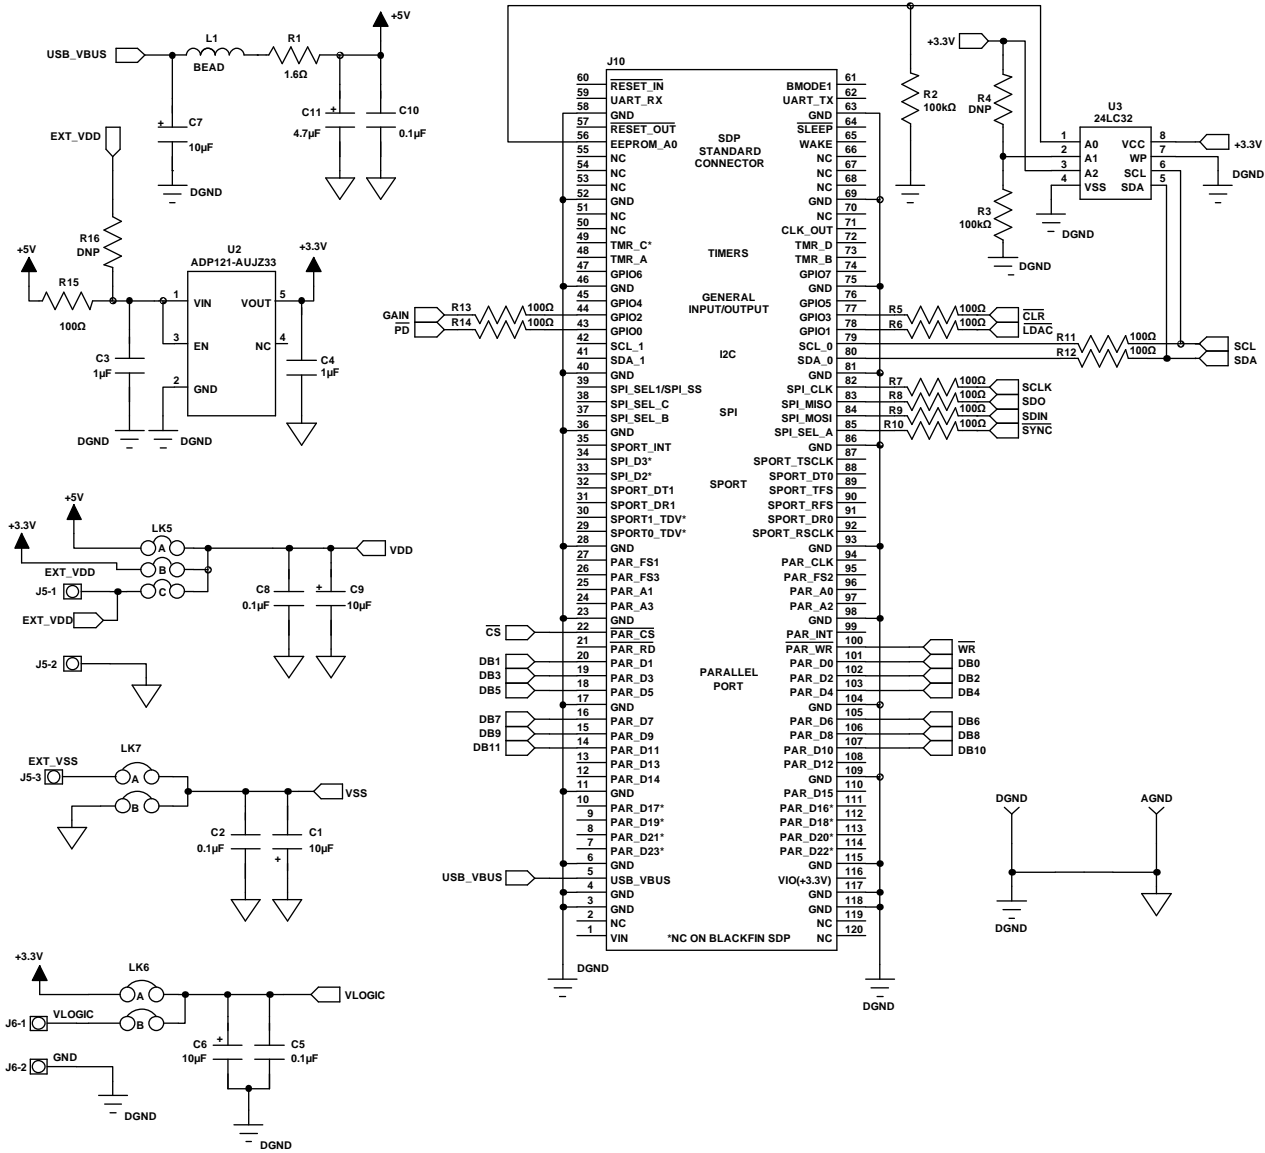 USB_VBUS
L1
BEAD
R1
1.6Ω
+5V
C7
+
10µF
DGND
C11
+
4.7µF
C10
0.1µF
EXT_VDD
R16
DNP
+5V
R15
100Ω
U2
ADP121-AUJZ33
1 VIN
3 EN
2 GND
VOUT 5
NC 4
+3.3V
C3
1µF
C4
1µF
DGND
DGND
+5V
+3.3V
LK5
A
B
C
EXT_VDD
J5-1
EXT_VDD
J5-2
C8
0.1µF
C9
+
10µF
VDD
LK7
EXT_VSS
J5-3
A
B
VSS
C2
0.1µF
C1
10µF
+
+3.3V
LK6
A
B
VLOGIC
J6-1
VLOGIC
J6-2
GND
DGND
C6
+
10µF
C5
0.1µF
DGND
J10
60 RESET_IN
59 UART_RX
58 GND
57 RESET_OUT
56 EEPROM_A0
55 NC
54 NC
53 NC
52 GND
51 NC
50 NC
49 TMR_C*
48 TMR_A
47 GPIO6
46 GND
45 GPIO4
44 GPIO2
43 GPIO0
42 SCL_1
41 SDA_1
40 GND
39 SPI_SEL1/SPI_SS
38 SPI_SEL_C
37 SPI_SEL_B
36 GND
35 SPORT_INT
34 SPI_D3*
33 SPI_D2*
32 SPORT_DT1
31 SPORT_DR1
30 SPORT1_TDV*
29 SPORT0_TDV*
28 GND
27 PAR_FS1
26 PAR_FS3
25 PAR_A1
24 PAR_A3
23 GND
22 PAR_CS
21 PAR_RD
20 PAR_D1
19 PAR_D3
18 PAR_D5
17 GND
16 PAR_D7
15 PAR_D9
14 PAR_D11
13 PAR_D13
12 PAR_D14
11 GND
10 PAR_D17*
9 PAR_D19*
8 PAR_D21*
7 PAR_D23*
6 GND
5 USB_VBUS
4 GND
3 GND
2 NC
1 VIN
SDP
STANDARD
CONNECTOR
TIMERS
GENERAL
INPUT/OUTPUT
I2C
SPI
SPORT
PARALLEL
PORT
*NC ON BLACKFIN SDP
BMODE1 61
UART_TX 62
GND 63
SLEEP 64
WAKE 65
NC 66
NC 67
NC 68
GND 69
NC 70
CLK_OUT 71
TMR_D 72
TMR_B 73
GPIO7 74
GND 75
GPIO5 76
GPIO3 77
GPIO1 78
SCL_0 79
SDA_0 80
GND 81
SPI_CLK 82
SPI_MISO 83
SPI_MOSI 84
SPI_SEL_A 85
GND 86
SPORT_TSCLK 87
SPORT_DT0 88
SPORT_TFS 89
SPORT_RFS 90
SPORT_DR0 91
SPORT_RSCLK 92
GND 93
PAR_CLK 94
PAR_FS2 95
PAR_A0 96
PAR_A2 97
GND 98
PAR_INT 99
PAR_WR 100
PAR_D0 101
PAR_D2 102
PAR_D4 103
GND 104
PAR_D6 105
PAR_D8 106
PAR_D10 107
PAR_D12 108
GND 109
PAR_D15 110
PAR_D16* 111
PAR_D18* 112
PAR_D20* 113
PAR_D22* 114
GND 115
VIO(+3.3V) 116
GND 117
GND 118
NC 119
NC 120
GAIN R13 100Ω
PD R14 100Ω
CS
DB1
DB3
DB5
DB7
DB9
DB11
USB_VBUS
DGND
DGND
R5 100Ω CLR
R6 100Ω LDAC
R11 100Ω SCL
R12 100Ω SDA
R7 100Ω SCLK
R8 100Ω SDO
R9 100Ω SDIN
R10 100Ω SYNC
WR
DB0
DB2
DB4
DB6
DB8
DB10
R2
100kΩ
+3.3V
R4
DNP
R3
100kΩ
DGND
U3
24LC32
1 A0
2 A1
3 A2
4 VSS
VCC 8
WP 7
SCL 6
SDA 5
+3.3V
DGND
DGND
DGND
AGND
DGND